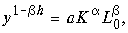 y^{1-βh} = aK^α L_0^β,